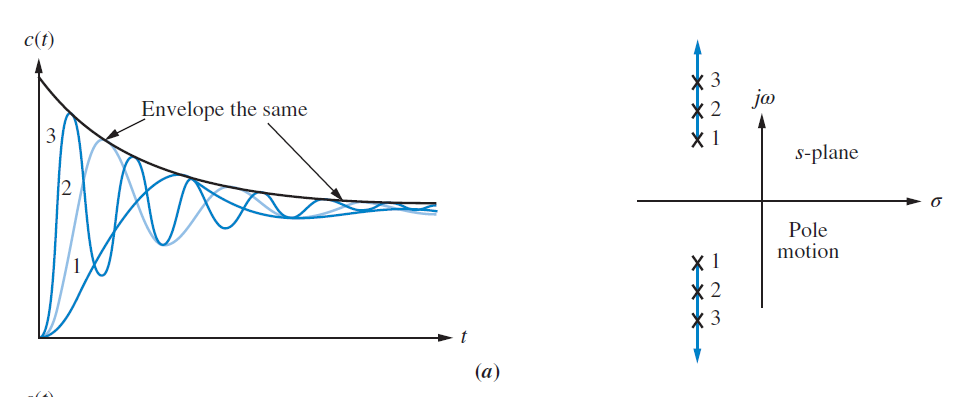 c(t)
Envelope the same
3
2
1
t
3
2
1
jω
s-plane
σ
Pole
motion
1
2
3
(a)